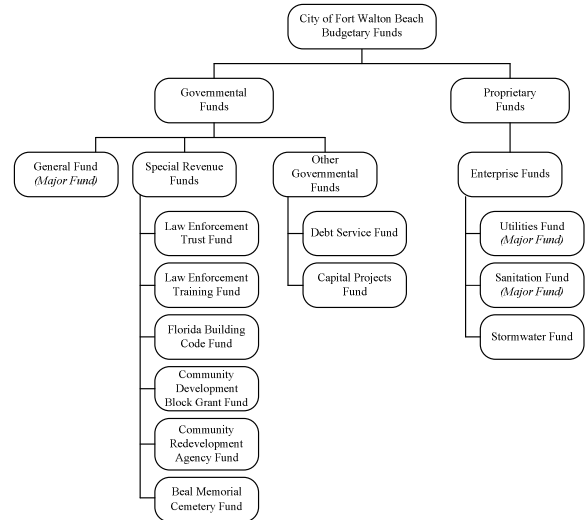 City of Fort Walton Beach
Budgetary Funds
Governmental
Funds
Proprietary
Funds
General Fund
(Major Fund)
Special Revenue
Funds
Other
Governmental
Funds
Enterprise Funds
Law Enforcement
Trust Fund
Law Enforcement
Training Fund
Florida Building
Code Fund
Community
Development
Block Grant Fund
Community
Redevelopment
Agency Fund
Beal Memorial
Cemetery Fund
Debt Service Fund
Capital Projects
Fund
Utilities Fund
(Major Fund)
Sanitation Fund
(Major Fund)
Stormwater Fund